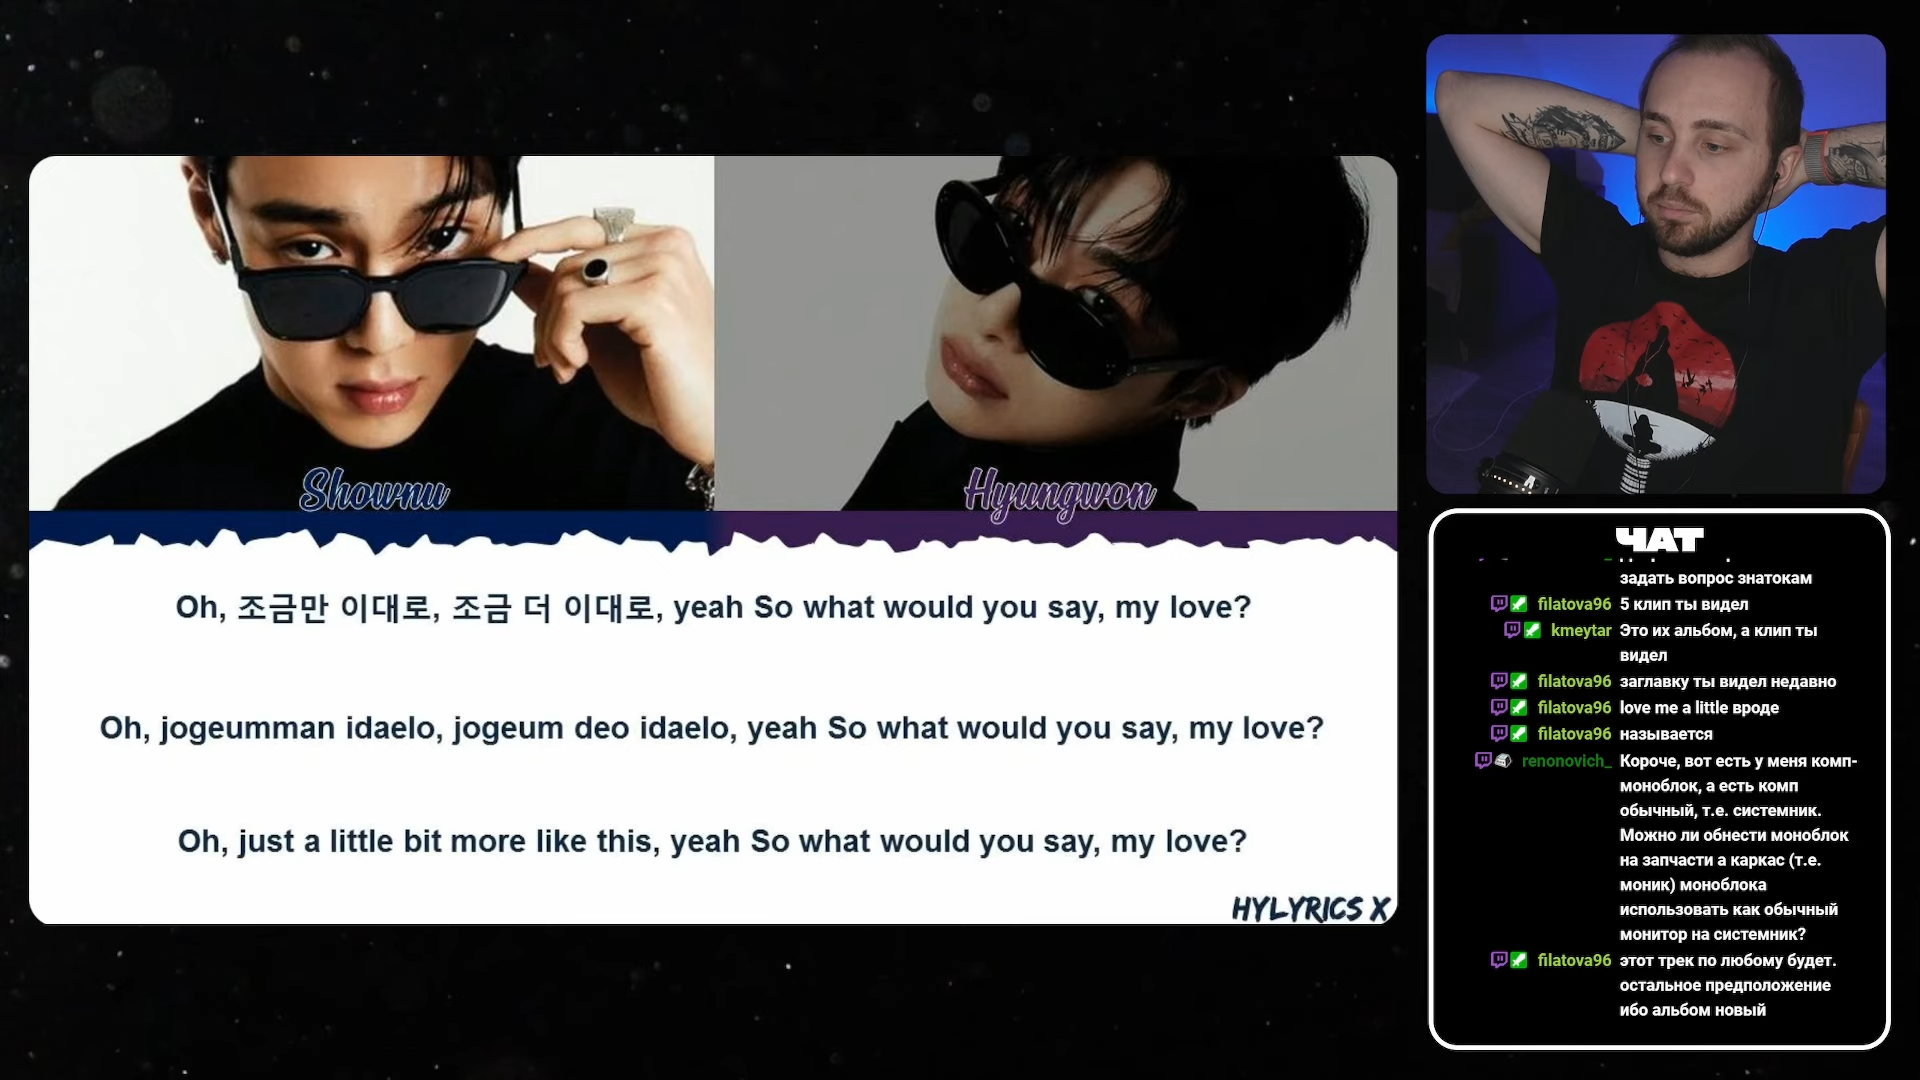 Shownu
Hyungwon
Oh, 조금만 이대로, 조금 더 이대로, yeah So what would you say, my love?
Oh, jogeumman idaelo, jogeum deo idaelo, yeah So what would you say, my love?
Oh, just a little bit more like this, yeah So what would you say, my love?
HYLYRICS X
ЧАТ
задать вопрос знатокам
filatova96 5 клип ты видел
kmeytar Это их альбом, а клип ты
видел
filatova96 заглавку ты видел недавно
filatova96 love me a little вроде
filatova96 называется
renonovich_ Короче, вот есть у меня комп-
моноблок, а есть комп
обычный, т.е. системник.
Можно ли обнести моноблок
на запчасти а каркас (т.е.
моник) моноблока
использовать как обычный
монитор на системник?
filatova96 этот трек по любому будет.
остальное предположение
ибо альбом новый